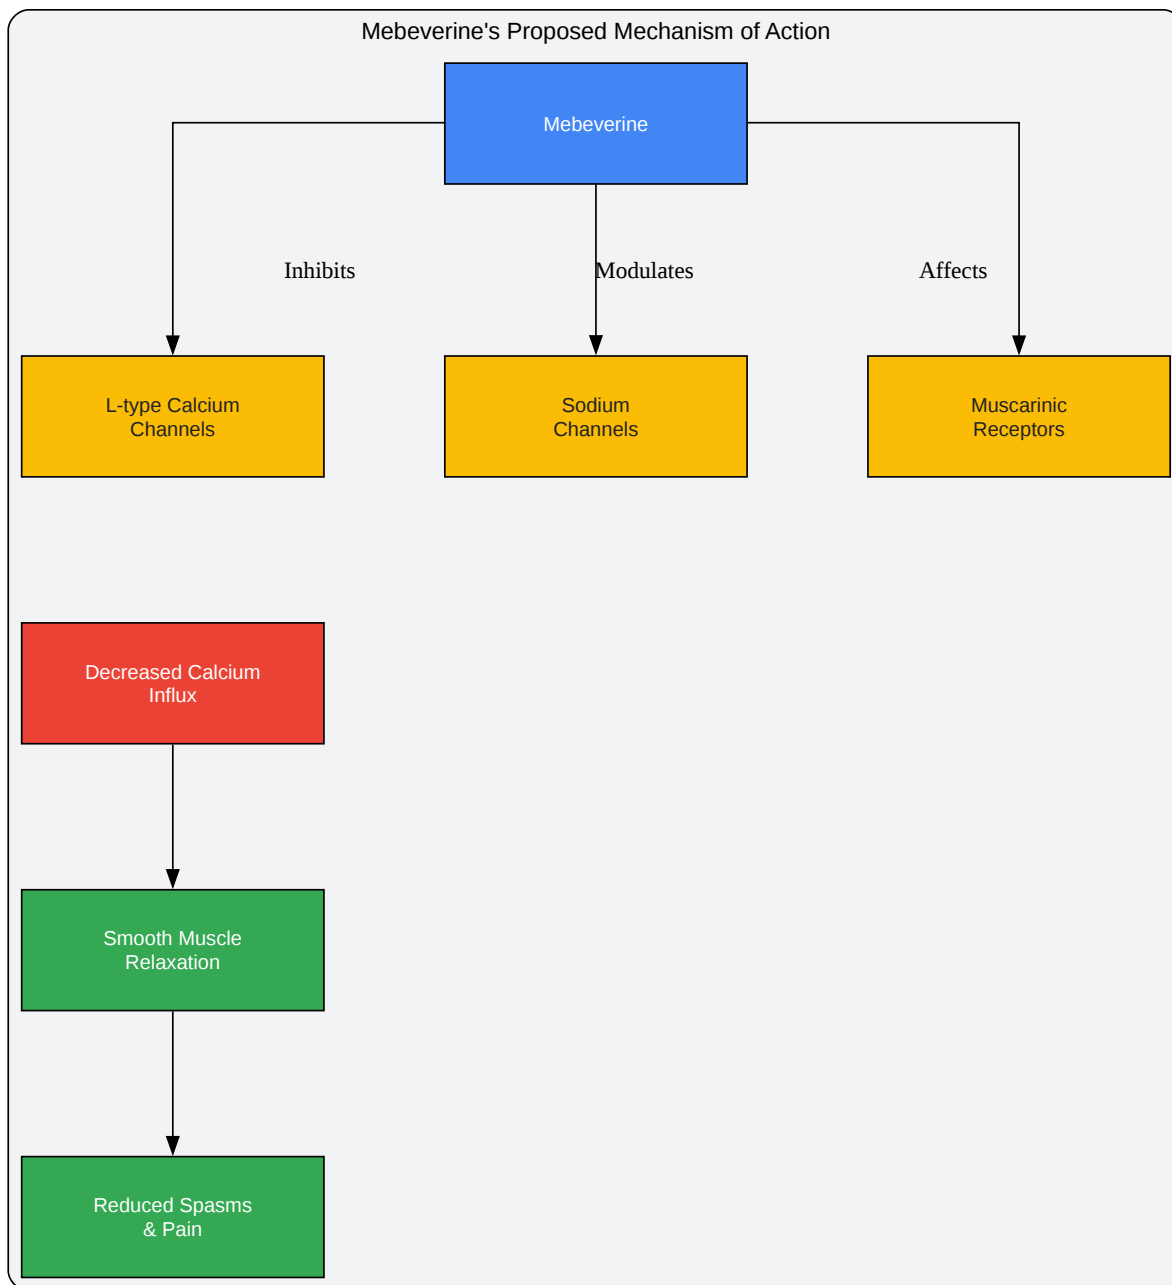 Mebeverine's Proposed Mechanism of Action
Mebeverine
Inhibits
Modulates
Affects
L-type Calcium
Channels
Sodium
Channels
Muscarinic
Receptors
Decreased Calcium
Influx
Smooth Muscle
Relaxation
Reduced Spasms
& Pain